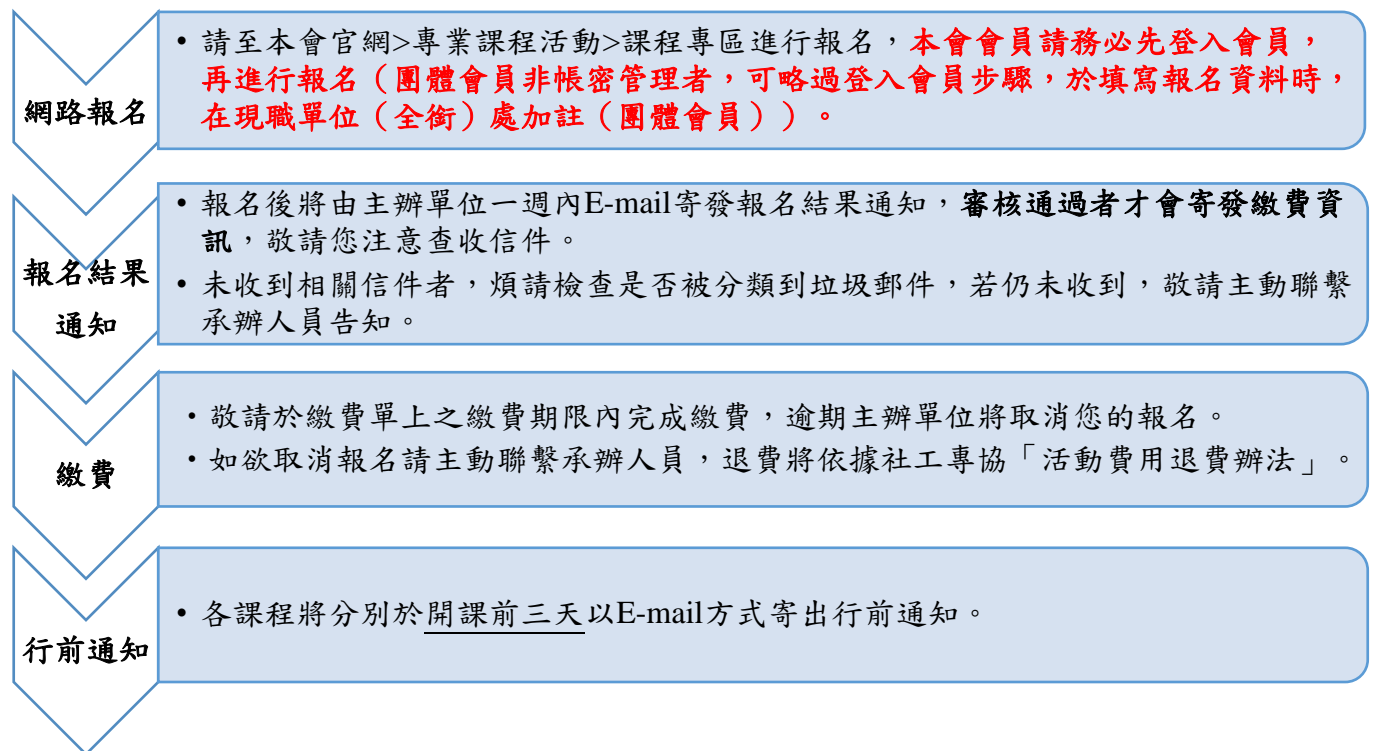 網路報名
• 請至本會官網>專業課程活動>課程專區進行報名，本會會員請務必先登入會員，
再進行報名（團體會員非帳密管理者，可略過登入會員步驟，於填寫報名資料時，
在現職單位（全銜）處加註（團體會員））。
報名結果
通知
• 報名後將由主辦單位一週內E-mail寄發報名結果通知，審核通過者才會寄發繳費資
訊，敬請您注意查收信件。
• 未收到相關信件者，煩請檢查是否被分類到垃圾郵件，若仍未收到，敬請主動聯繫
承辦人員告知。
繳費
• 敬請於繳費單上之繳費期限內完成繳費，逾期主辦單位將取消您的報名。
• 如欲取消報名請主動聯繫承辦人員，退費將依據社工專協「活動費用退費辦法」。
行前通知
• 各課程將分別於開課前三天以E-mail方式寄出行前通知。